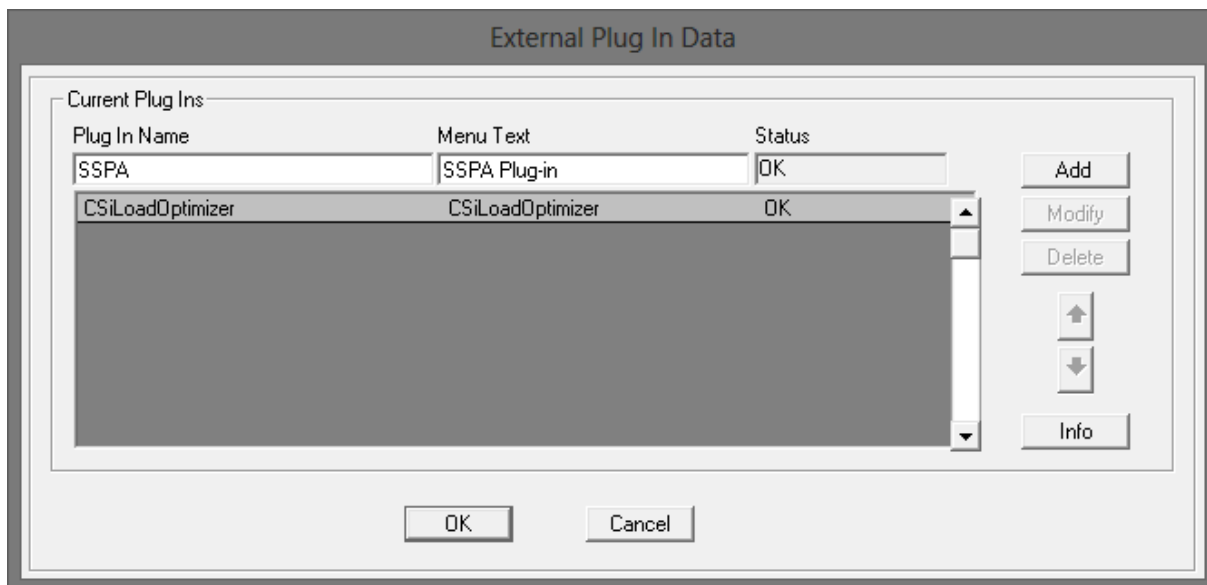 External Plug In Data
Current Plug Ins
Plug In Name Menu Text Status
SSPA SSPA Plug-in OK
Add
CSiLoadOptimizer CSiLoadOptimizer OK
Modify
Delete
Info
OK Cancel